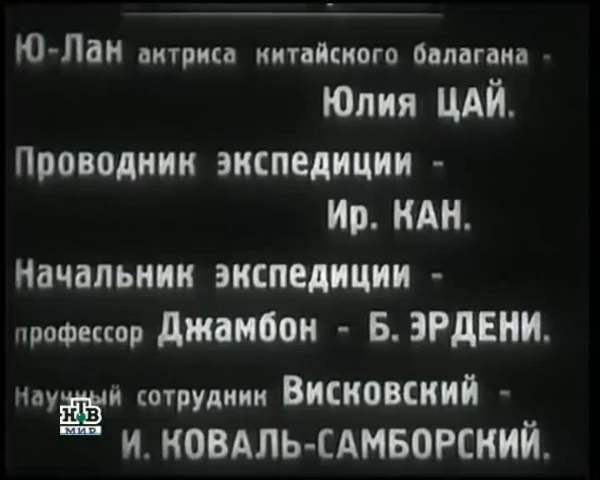 Ю-Лан актриса китайского балагана -
Юлия ЦАЙ.
Проводник экспедиции -
Ир. КАН.
Начальник экспедиции -
профессор Джамбон - Б. ЭРДЕНИ.
Научный сотрудник Висковский -
И. КОВАЛЬ-САМБОРСКИЙ.
НТВ
МИР